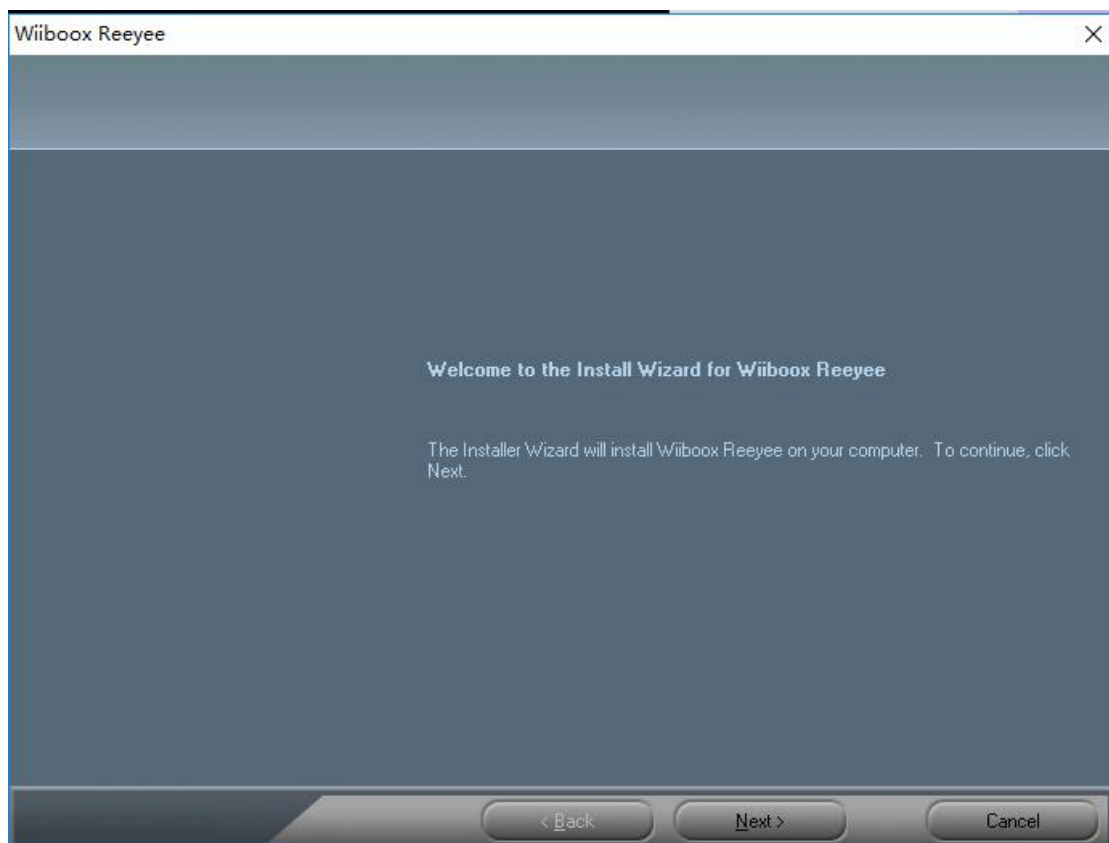 Wiiboox Reeyee
Welcome to the Install Wizard for Wiiboox Reeyee
The Installer Wizard will install Wiiboox Reeyee on your computer.  To continue, click
Next.
< Back
Next >
Cancel